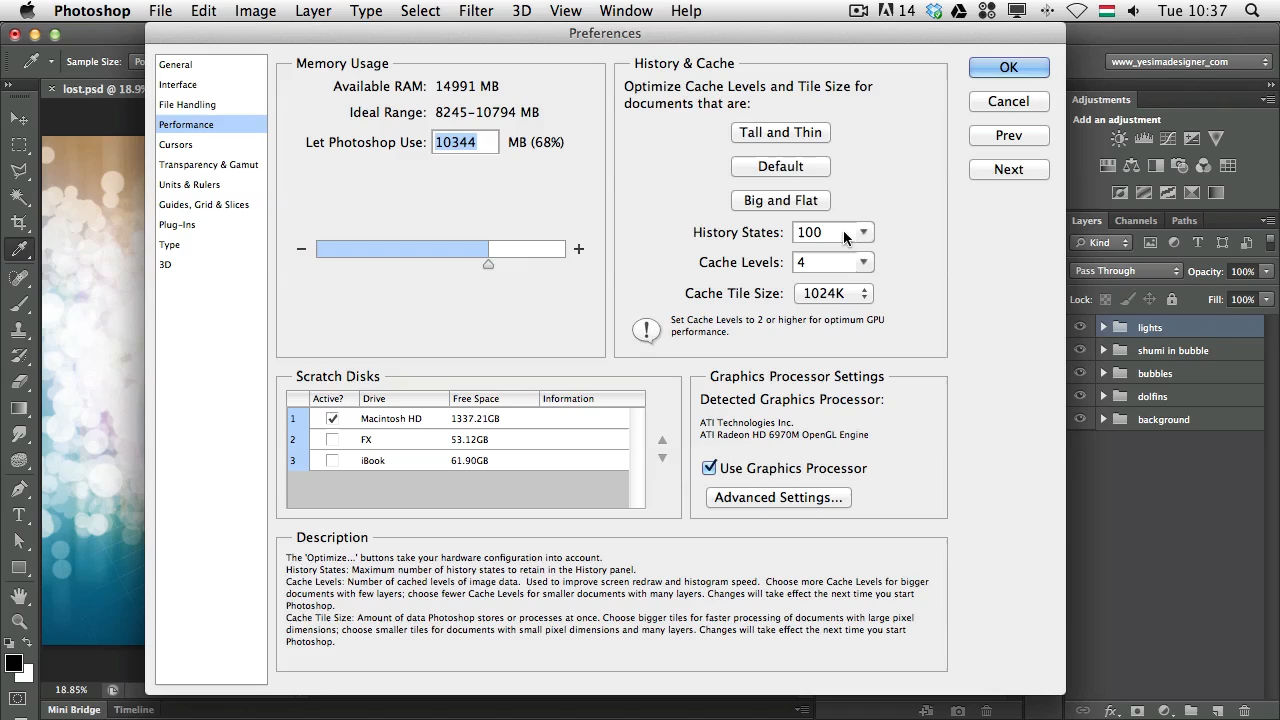 Photoshop File Edit Image Layer Type Select Filter 3D View Window Help 14 Tue 10:37
Preferences
Sample Size: Po
www_yesimadesigner_com
lost.psd @ 18.9%
General
Interface
File Handling
Performance
Cursors
Transparency & Gamut
Units & Rulers
Guides, Grid & Slices
Plug-Ins
Type
3D
Memory Usage
Available RAM: 14991 MB
Ideal Range: 8245-10794 MB
Let Photoshop Use: 10344 MB (68%)
− +
History & Cache
Optimize Cache Levels and Tile Size for
documents that are:
Tall and Thin
Default
Big and Flat
History States: 100
Cache Levels: 4
Cache Tile Size: 1024K
Set Cache Levels to 2 or higher for optimum GPU
performance.
OK
Cancel
Prev
Next
Scratch Disks
Active? Drive Free Space Information
1 Macintosh HD 1337.21GB
2 FX 53.12GB
3 iBook 61.90GB
Graphics Processor Settings
Detected Graphics Processor:
ATI Technologies Inc.
ATI Radeon HD 6970M OpenGL Engine
Use Graphics Processor
Advanced Settings...
Description
The 'Optimize...' buttons take your hardware configuration into account.
History States: Maximum number of history states to retain in the History panel.
Cache Levels: Number of cached levels of image data. Used to improve screen redraw and histogram speed. Choose more Cache Levels for bigger
documents with few layers; choose fewer Cache Levels for smaller documents with many layers. Changes will take effect the next time you start
Photoshop.
Cache Tile Size: Amount of data Photoshop stores or processes at once. Choose bigger tiles for faster processing of documents with large pixel
dimensions; choose smaller tiles for documents with small pixel dimensions and many layers. Changes will take effect the next time you start
Photoshop.
Adjustments
Add an adjustment
Layers Channels Paths
Kind
Pass Through Opacity: 100%
Lock: Fill: 100%
lights
shumi in bubble
bubbles
dolfins
background
18.85%
Mini Bridge Timeline